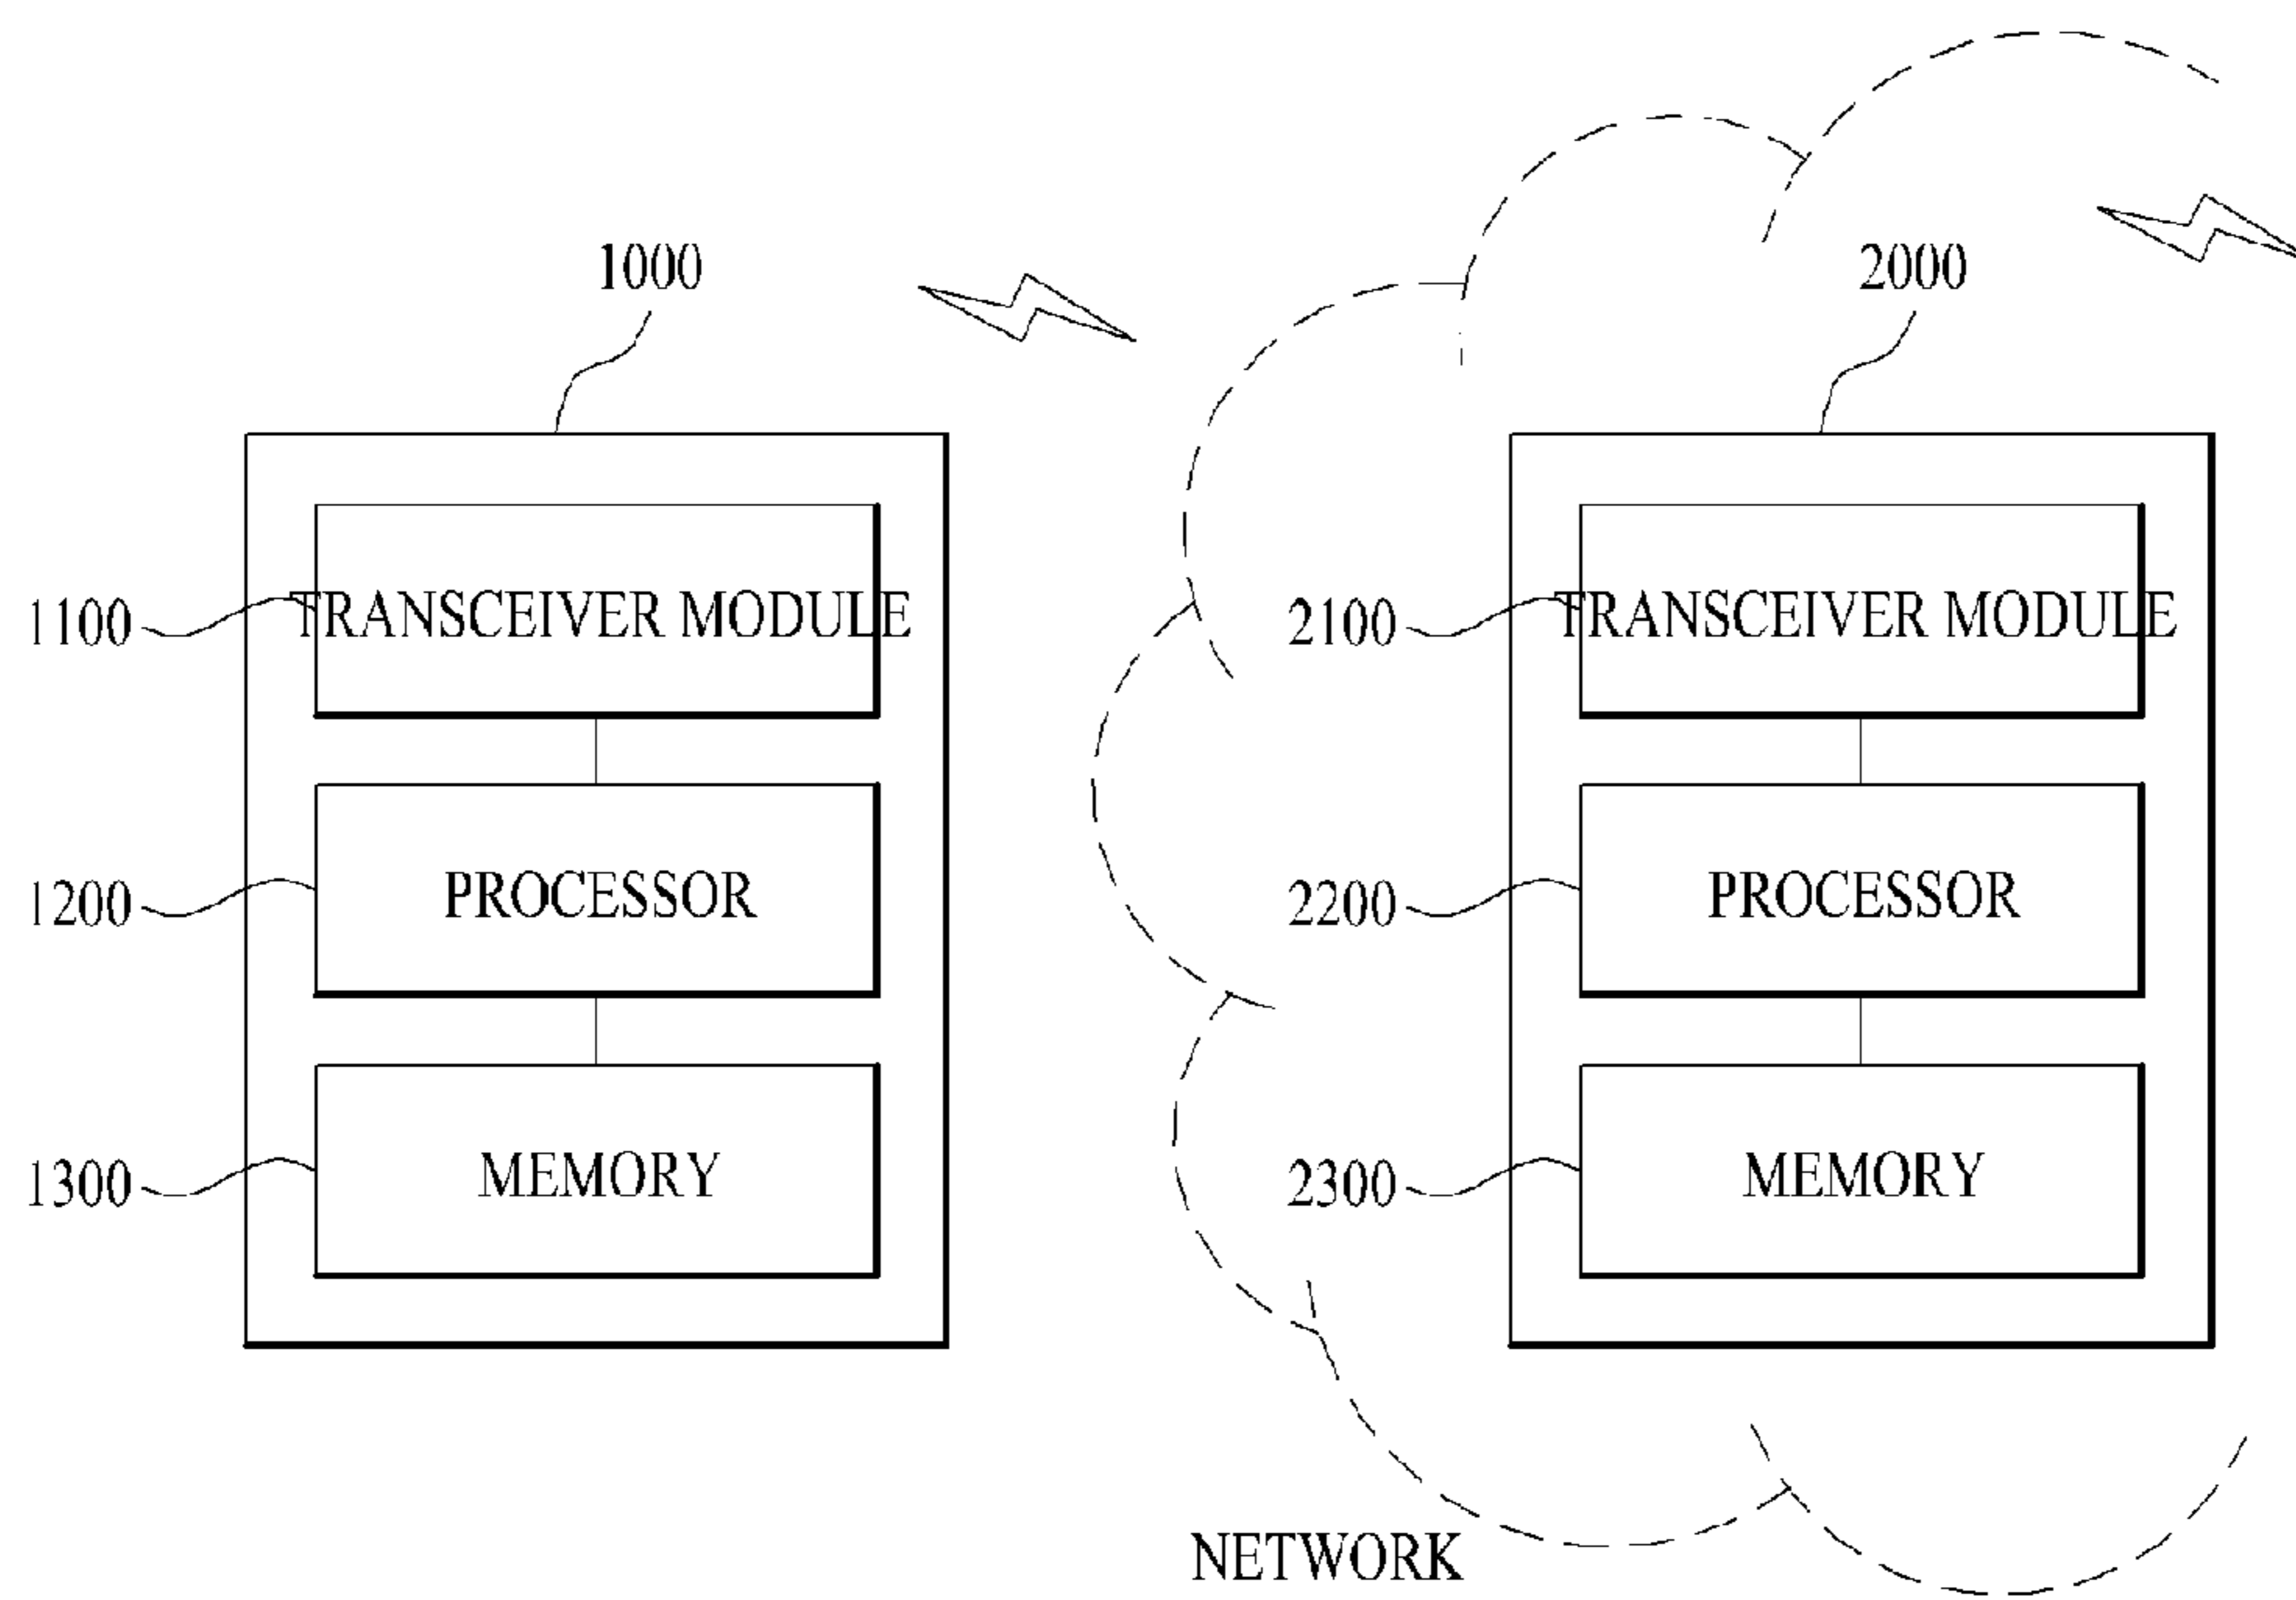 1000
2000
1100
TRANSCEIVER MODULE
2100
TRANSCEIVER MODULE
1200
PROCESSOR
2200
PROCESSOR
1300
MEMORY
2300
MEMORY
NETWORK